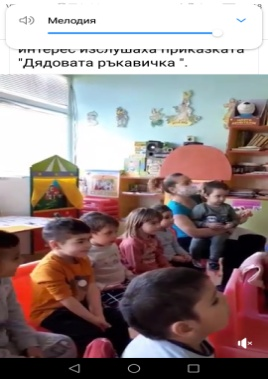 Мелодия
интерес изслушаха приказката
"Дядовата ръкавичка ".